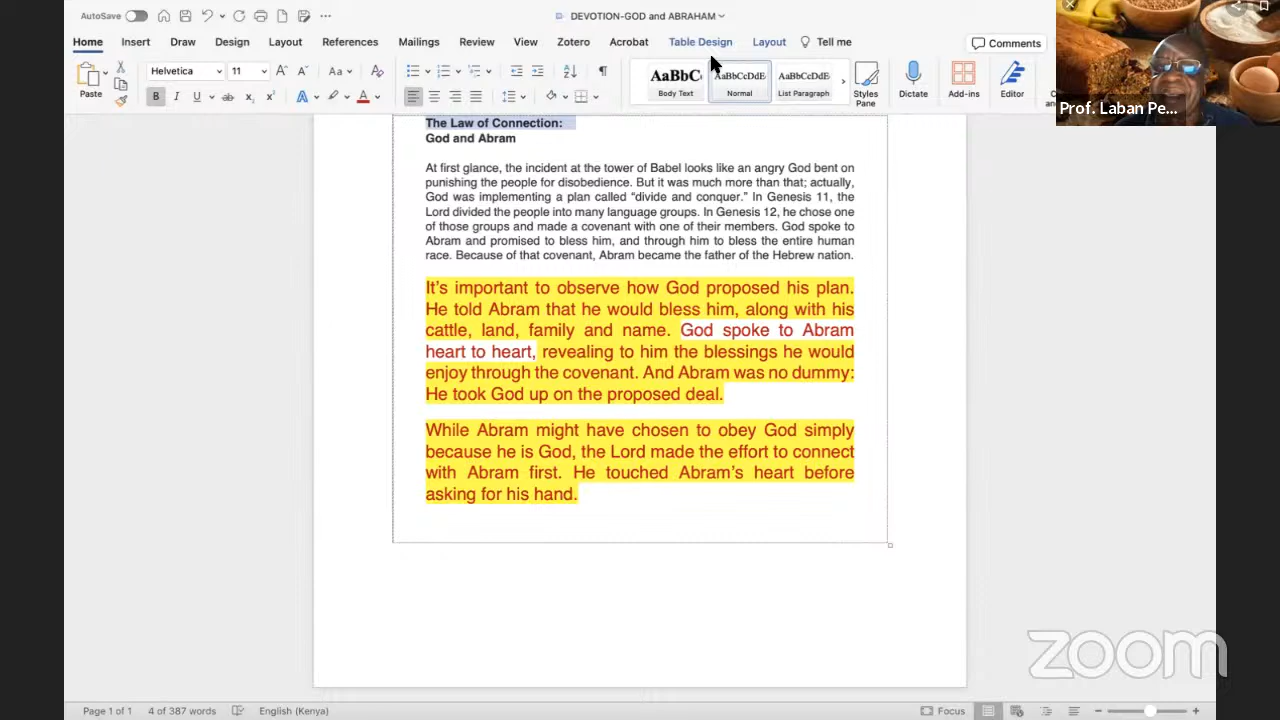 AutoSave
DEVOTION-GOD and ABRAHAM
Home Insert Draw Design Layout References Mailings Review View Zotero Acrobat Table Design Layout Tell me Comments
Paste
Helvetica 11
AaBbC
Body Text
AaBbCcDdE
Normal
AaBbCcDdE
List Paragraph
Styles
Pane
Dictate
Add-ins
Editor
Prof. Laban Pe...
The Law of Connection:
God and Abram
At first glance, the incident at the tower of Babel looks like an angry God bent on
punishing the people for disobedience. But it was much more than that; actually,
God was implementing a plan called “divide and conquer.” In Genesis 11, the
Lord divided the people into many language groups. In Genesis 12, he chose one
of those groups and made a covenant with one of their members. God spoke to
Abram and promised to bless him, and through him to bless the entire human
race. Because of that covenant, Abram became the father of the Hebrew nation.
It’s important to observe how God proposed his plan.
He told Abram that he would bless him, along with his
cattle, land, family and name. God spoke to Abram
heart to heart, revealing to him the blessings he would
enjoy through the covenant. And Abram was no dummy:
He took God up on the proposed deal.
While Abram might have chosen to obey God simply
because he is God, the Lord made the effort to connect
with Abram first. He touched Abram’s heart before
asking for his hand.
zoom
Page 1 of 1 4 of 387 words English (Kenya) Focus